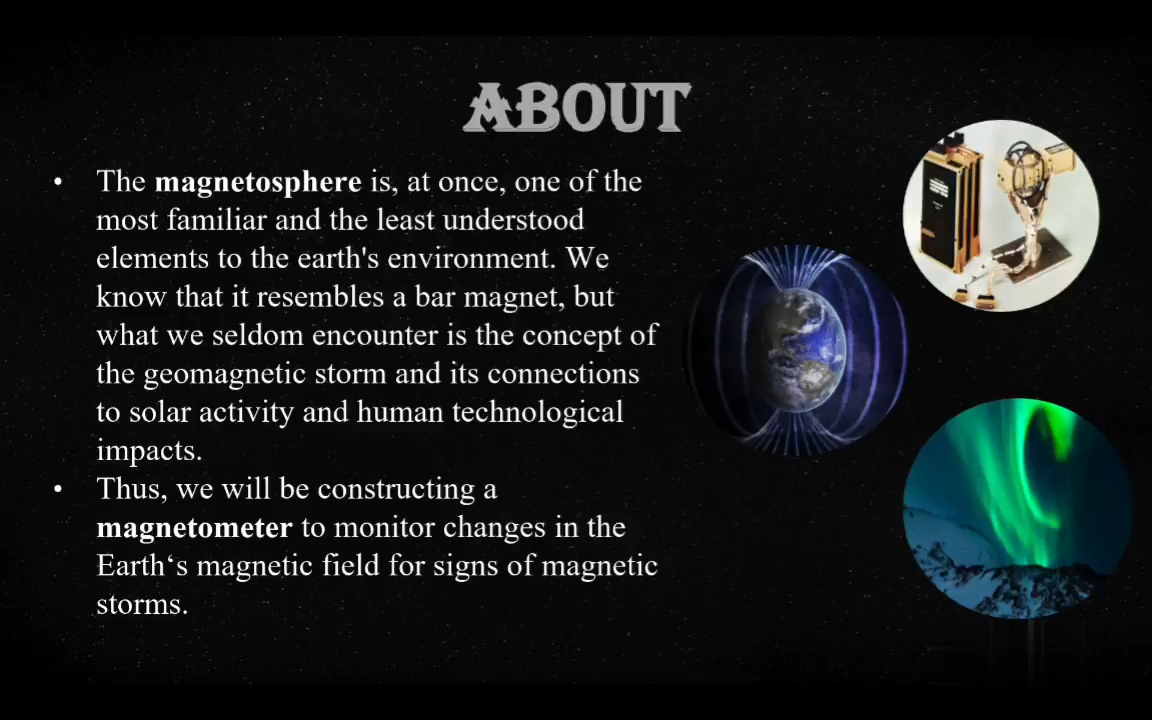 ABOUT
• The magnetosphere is, at once, one of the
most familiar and the least understood
elements to the earth's environment. We
know that it resembles a bar magnet, but
what we seldom encounter is the concept of
the geomagnetic storm and its connections
to solar activity and human technological
impacts.
• Thus, we will be constructing a
magnetometer to monitor changes in the
Earth‘s magnetic field for signs of magnetic
storms.